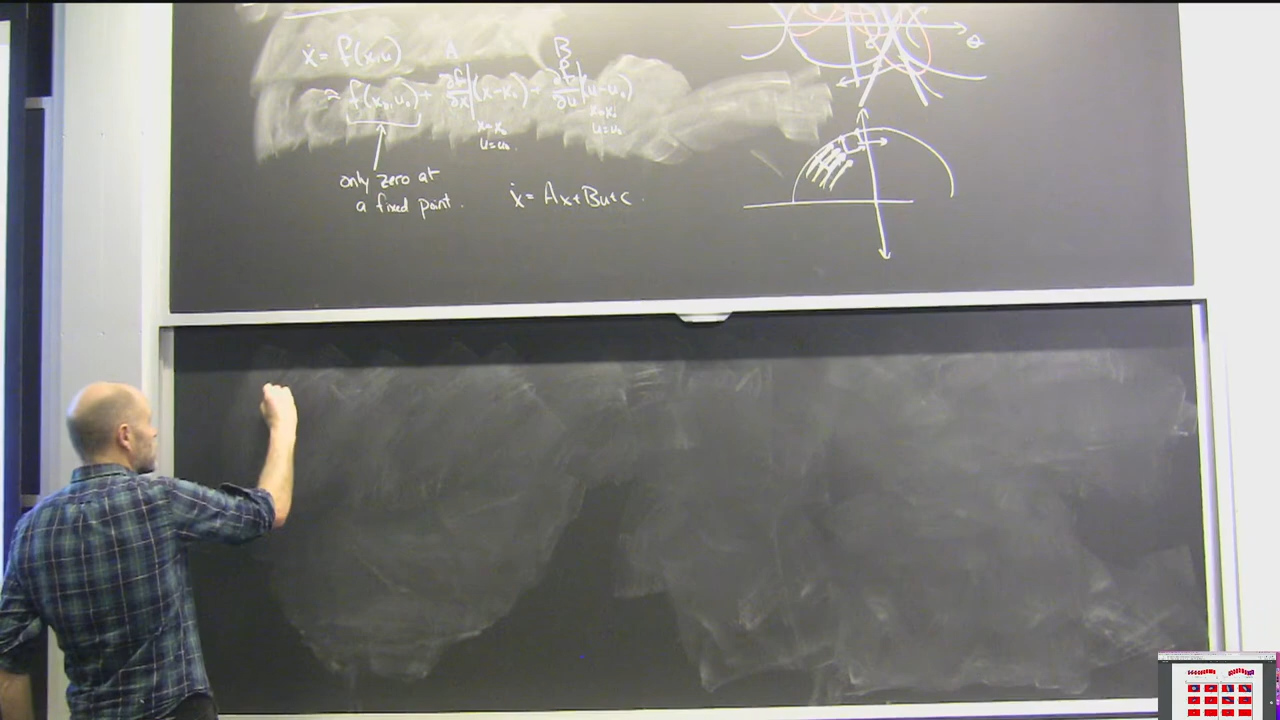 ẋ = f(x,u) A B
≈ f(x₀,u₀) + ∂f/∂x | (x-x₀) + ∂f/∂u | (u-u₀)
x=x₀ x=x₀
u=u₀ u=u₀
only zero at
a fixed point.
ẋ = Ax+Bu+c.
θ